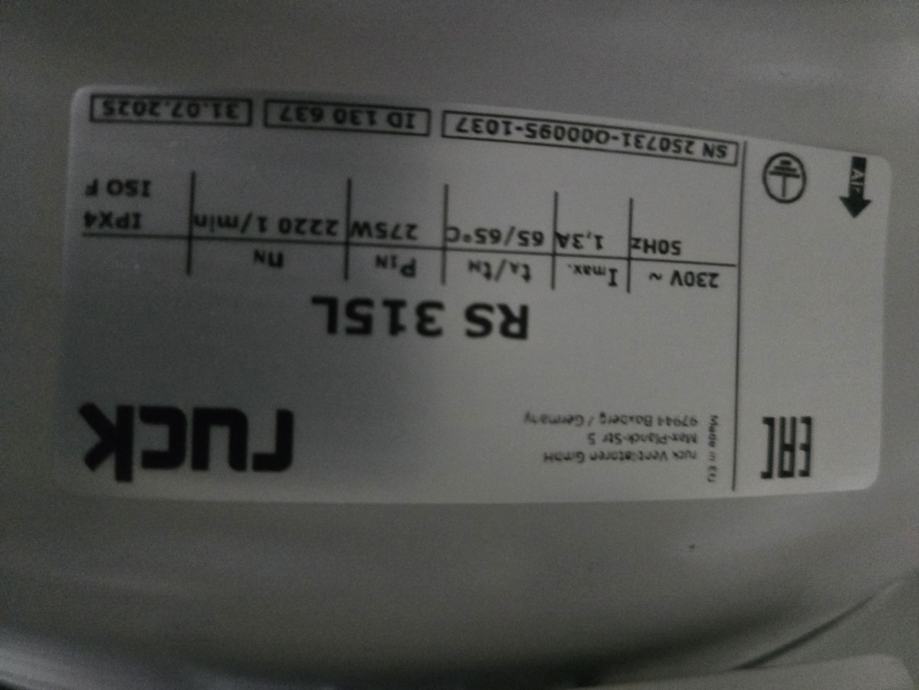 ruck
ruck Ventilatoren GmbH
Max-Planck-Str 5
97944 Boxberg / Germany
Made in EU
EAC
RS 315L
230V ~ Imax. tA/tN PIN nN
50Hz 1,3A 65/65°C 275W 2220 1/min IPX4
ISO F
SN 250731-O00095-1037 ID 130 637 31.07.2025
AIR